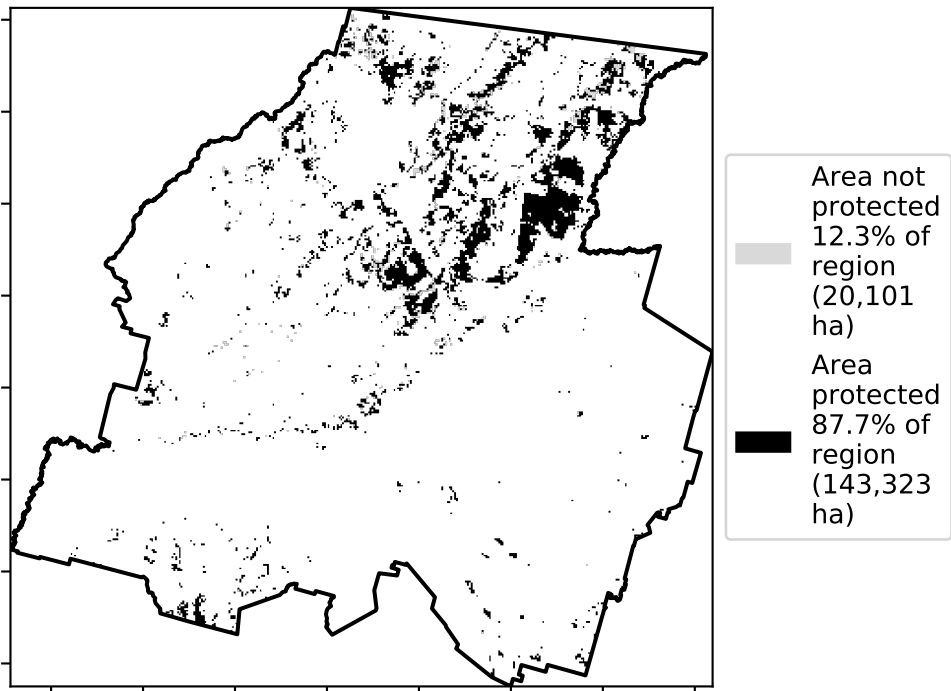 Area not
protected
12.3% of
region
(20,101
ha)
Area
protected
87.7% of
region
(143,323
ha)